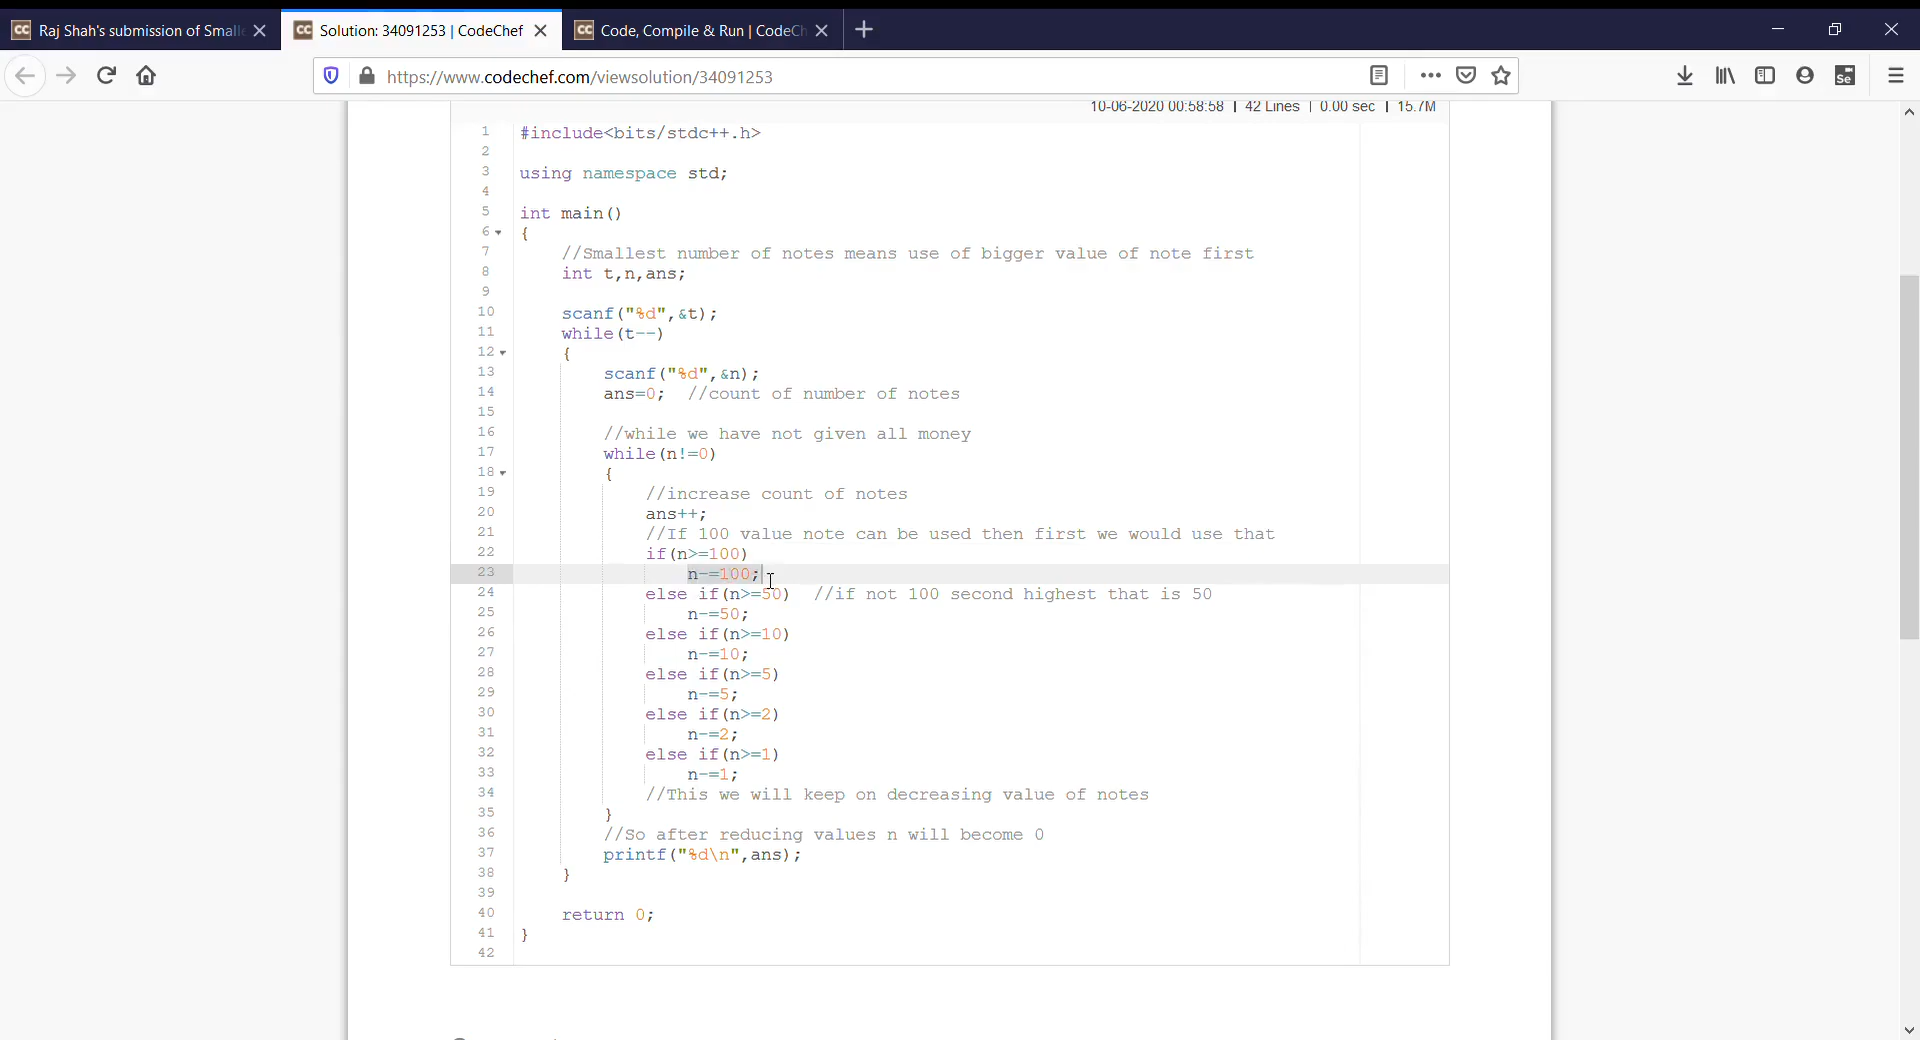 Raj Shah's submission of Small
Solution: 34091253 | CodeChef
Code, Compile & Run | CodeCh
https://www.codechef.com/viewsolution/34091253
10-06-2020 00:58:58 | 42 Lines | 0.00 sec | 15.7M
1 #include<bits/stdc++.h>
2
3 using namespace std;
4
5 int main()
6 {
7 //Smallest number of notes means use of bigger value of note first
8 int t,n,ans;
9
10 scanf("%d",&t);
11 while(t--)
12 {
13 scanf("%d",&n);
14 ans=0; //count of number of notes
15
16 //while we have not given all money
17 while(n!=0)
18 {
19 //increase count of notes
20 ans++;
21 //If 100 value note can be used then first we would use that
22 if(n>=100)
23 n-=100;
24 else if(n>=50) //if not 100 second highest that is 50
25 n-=50;
26 else if(n>=10)
27 n-=10;
28 else if(n>=5)
29 n-=5;
30 else if(n>=2)
31 n-=2;
32 else if(n>=1)
33 n-=1;
34 //This we will keep on decreasing value of notes
35 }
36 //So after reducing values n will become 0
37 printf("%d\n",ans);
38 }
39
40 return 0;
41 }
42